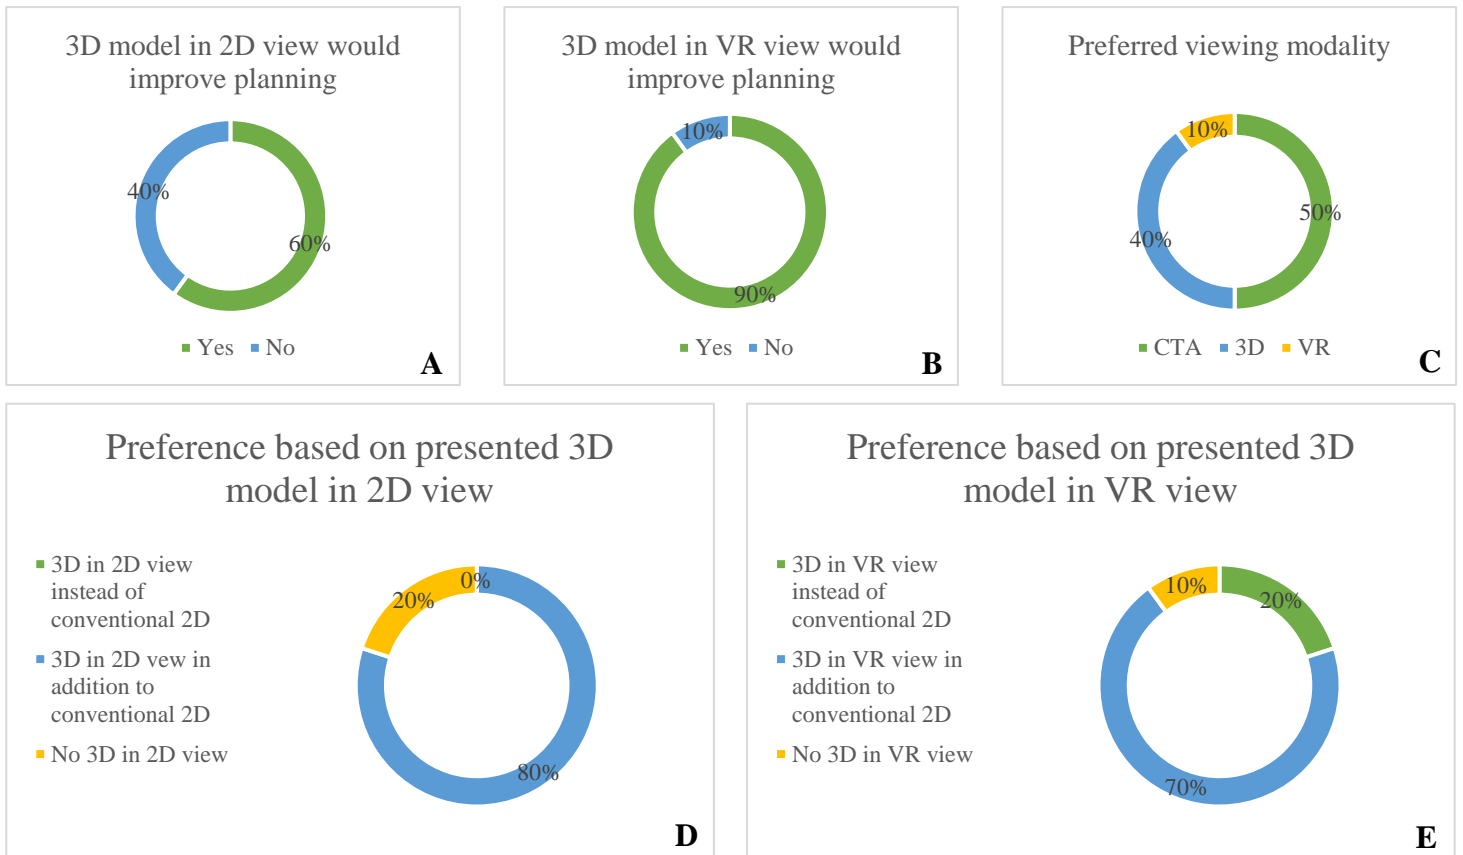 3D model in 2D view would
improve planning
40%
60%
Yes No
A
3D model in VR view would
improve planning
10%
90%
Yes No
B
Preferred viewing modality
10%
50%
40%
CTA 3D VR
C
Preference based on presented 3D
model in 2D view
3D in 2D view
instead of
conventional 2D
3D in 2D vew in
addition to
conventional 2D
No 3D in 2D view
0%
20%
80%
D
Preference based on presented 3D
model in VR view
3D in VR view
instead of
conventional 2D
3D in VR view in
addition to
conventional 2D
No 3D in VR view
10%
20%
70%
E